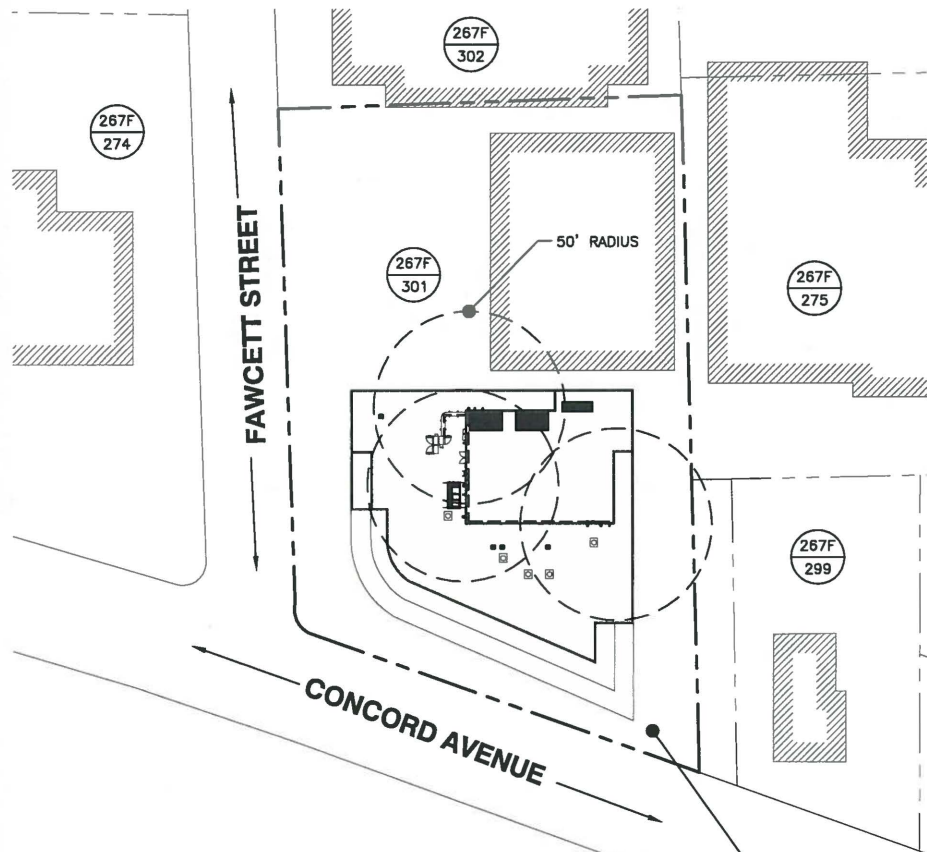 267F
302
267F
274
FAWCETT STREET
50' RADIUS
267F
301
267F
275
267F
299
CONCORD AVENUE